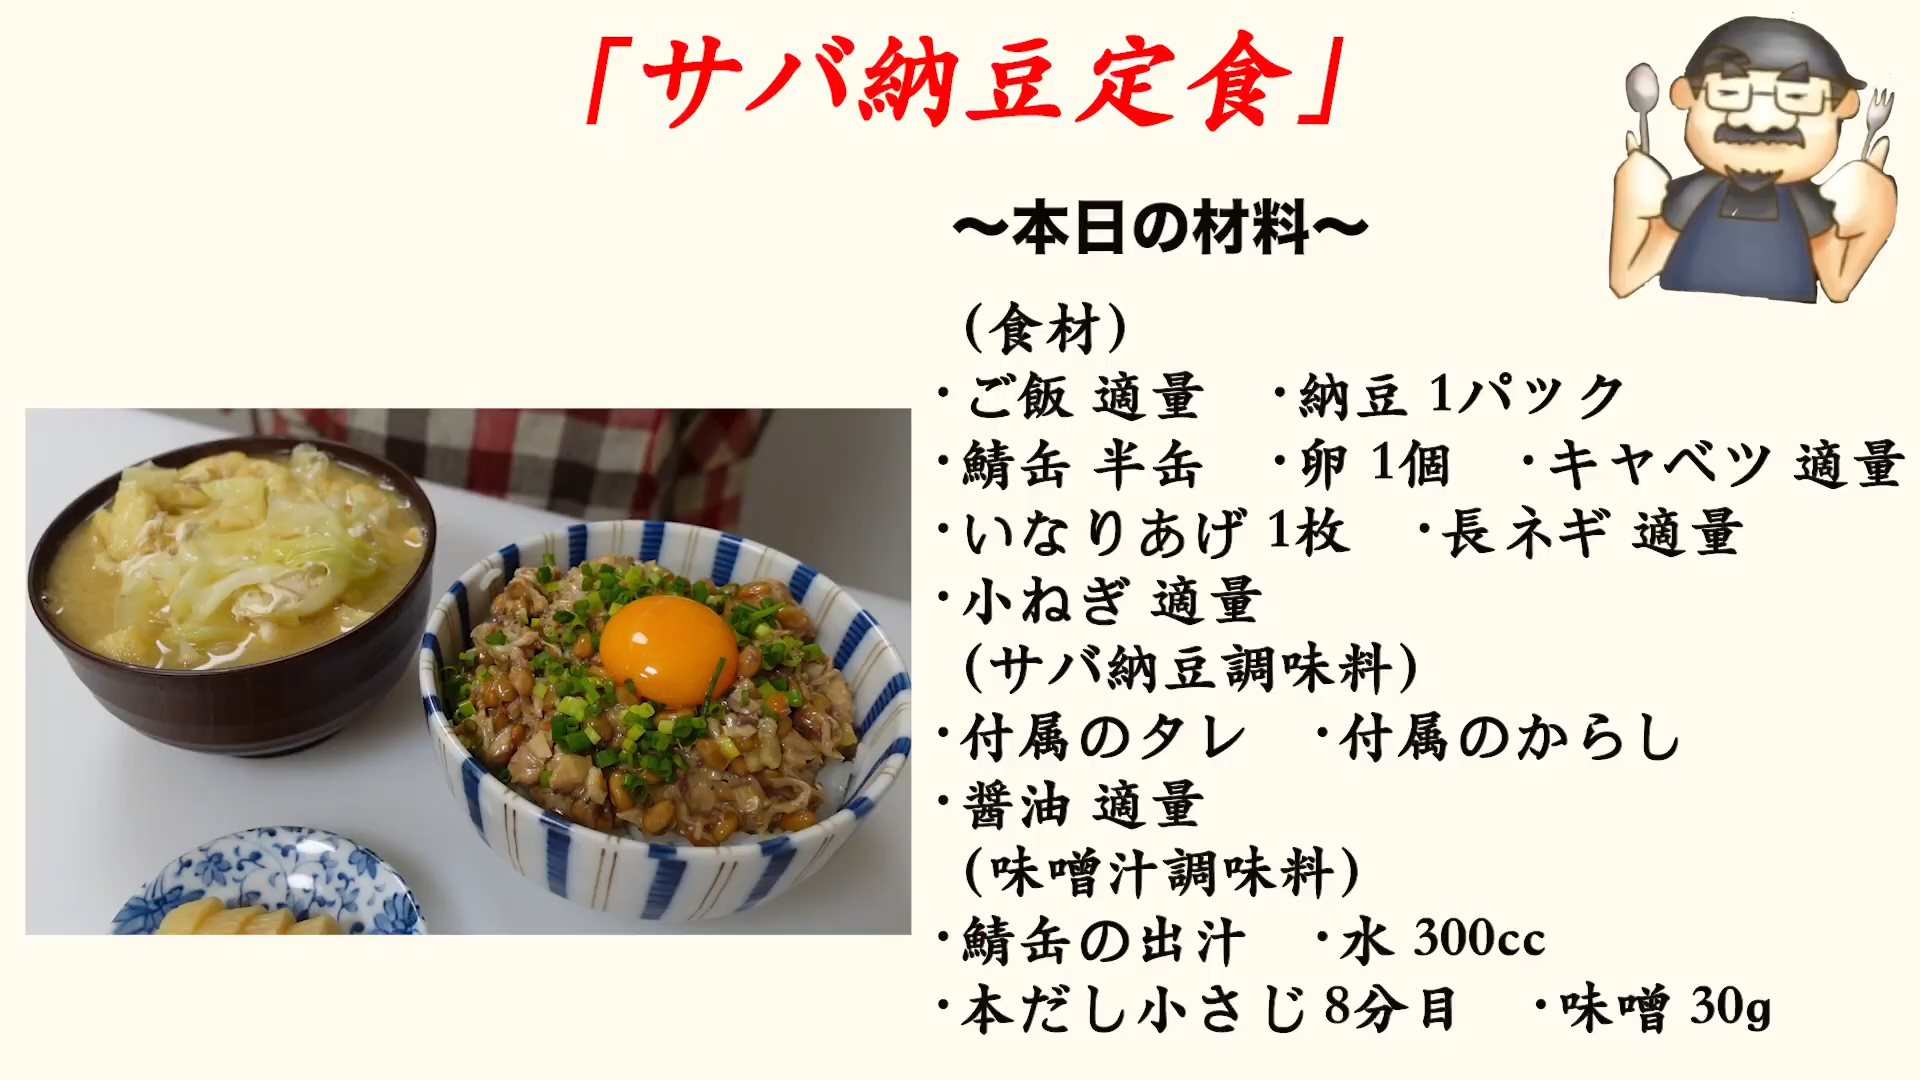 「サバ納豆定食」
〜本日の材料〜
(食材)
・ご飯 適量 ・納豆 1パック
・鯖缶 半缶 ・卵 1個 ・キャベツ 適量
・いなりあげ 1枚 ・長ネギ 適量
・小ねぎ 適量
(サバ納豆調味料)
・付属のタレ ・付属のからし
・醤油 適量
(味噌汁調味料)
・鯖缶の出汁 ・水 300cc
・本だし小さじ 8分目 ・味噌 30g